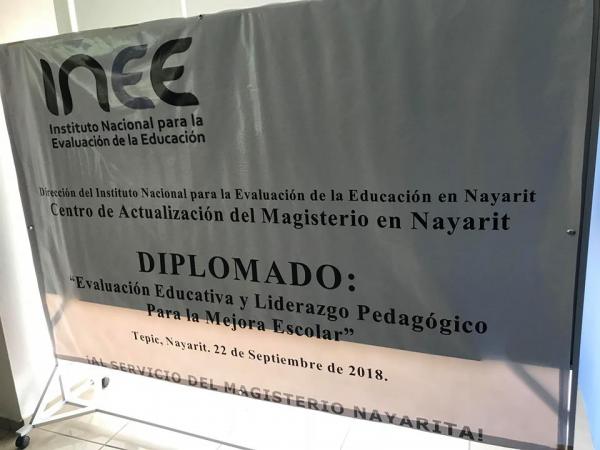 INEE
Instituto Nacional para la
Evaluación de la Educación
Dirección del Instituto Nacional para la Evaluación de la Educación en Nayarit
Centro de Actualización del Magisterio en Nayarit
DIPLOMADO:
“Evaluación Educativa y Liderazgo Pedagógico
Para la Mejora Escolar”
Tepic, Nayarit. 22 de Septiembre de 2018.
¡AL SERVICIO DEL MAGISTERIO NAYARITA!